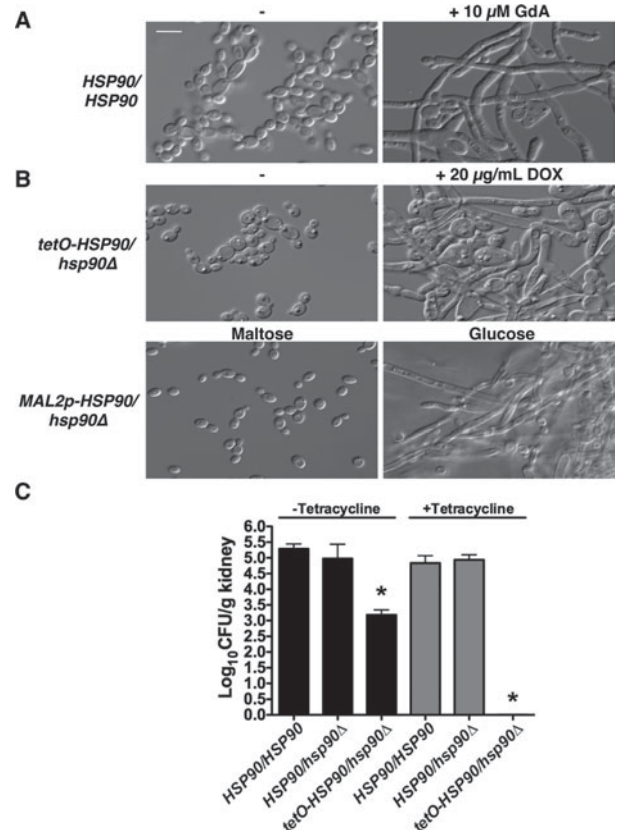 A
-
+ 10 µM GdA
HSP90/
HSP90
B
-
+ 20 µg/mL DOX
tetO-HSP90/
hsp90Δ
Maltose
Glucose
MAL2p-HSP90/
hsp90Δ
C
-Tetracycline
+Tetracycline
Log10CFU/g kidney
6.0
5.5
5.0
4.5
4.0
3.5
3.0
2.5
2.0
1.5
1.0
0.5
0.0
*
*
HSP90/HSP90
HSP90/hsp90Δ
tetO-HSP90/hsp90Δ
HSP90/HSP90
HSP90/hsp90Δ
tetO-HSP90/hsp90Δ